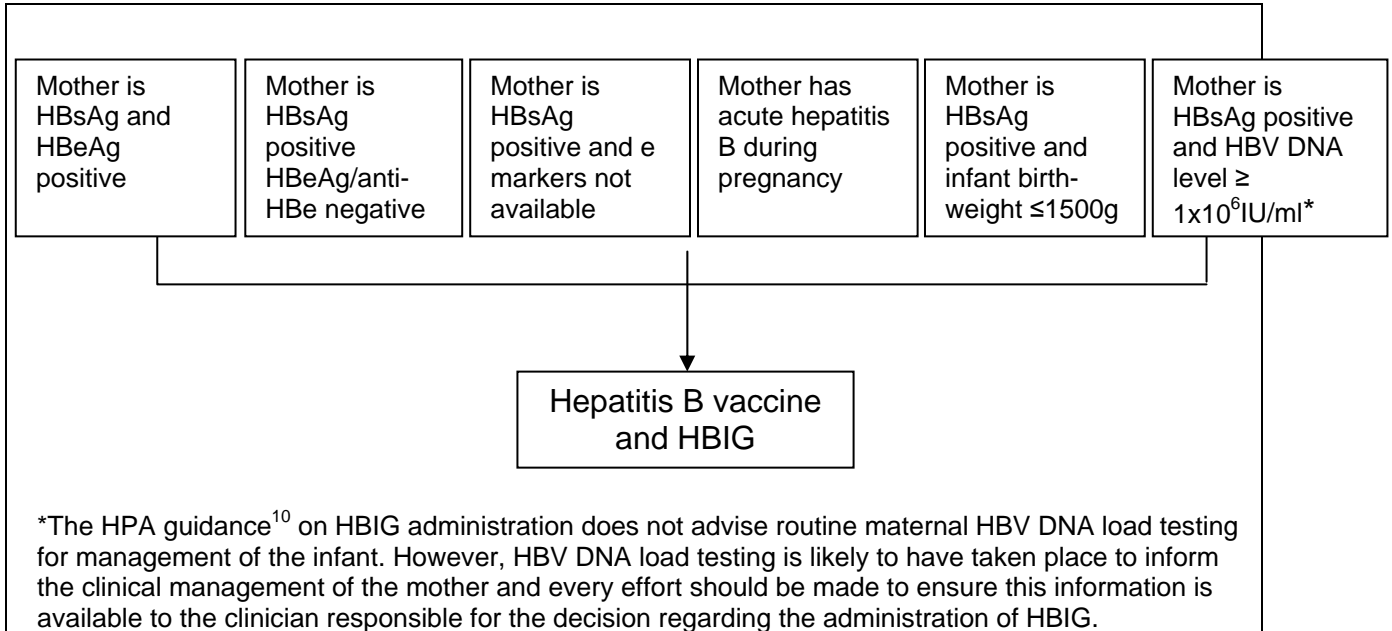 Mother is
HBsAg and
HBeAg
positive
Mother is
HBsAg
positive
HBeAg/anti-
HBe negative
Mother is
HBsAg
positive and e
markers not
available
Mother has
acute hepatitis
B during
pregnancy
Mother is
HBsAg
positive and
infant birth-
weight ≤1500g
Mother is
HBsAg positive
and HBV DNA
level ≥
1x10⁶IU/ml*
Hepatitis B vaccine
and HBIG
*The HPA guidance¹⁰ on HBIG administration does not advise routine maternal HBV DNA load testing
for management of the infant. However, HBV DNA load testing is likely to have taken place to inform
the clinical management of the mother and every effort should be made to ensure this information is
available to the clinician responsible for the decision regarding the administration of HBIG.